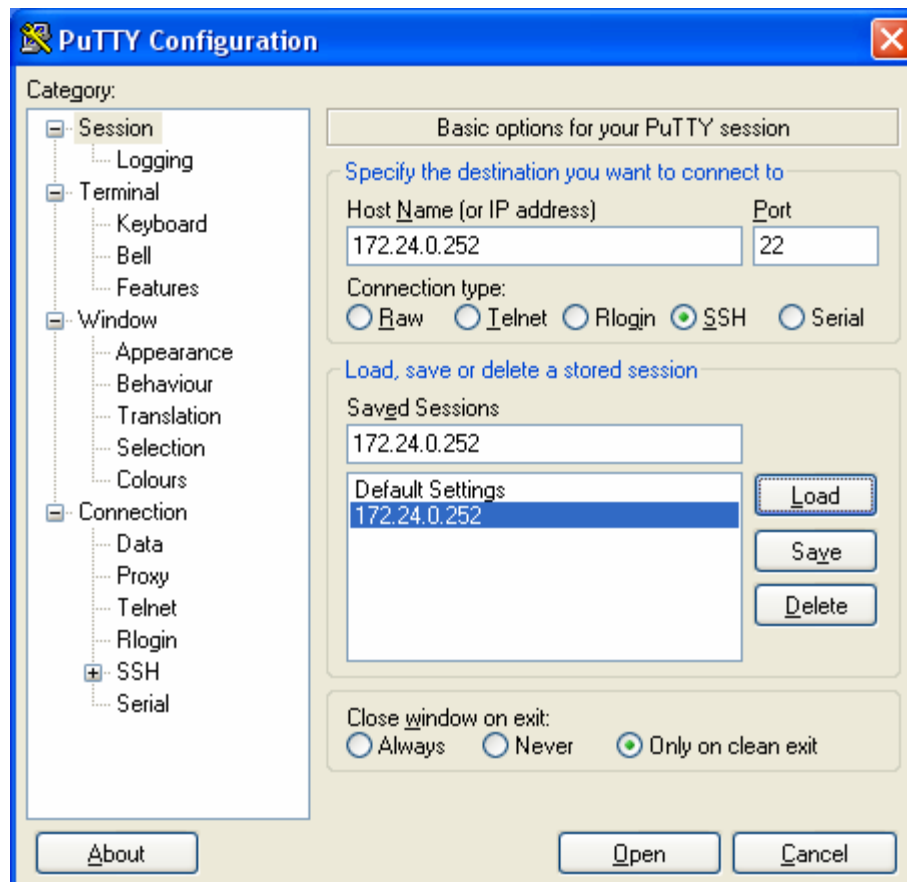 PuTTY Configuration
Category:
Session
Logging
Terminal
Keyboard
Bell
Features
Window
Appearance
Behaviour
Translation
Selection
Colours
Connection
Data
Proxy
Telnet
Rlogin
SSH
Serial
Basic options for your PuTTY session
Specify the destination you want to connect to
Host Name (or IP address) Port
172.24.0.252 22
Connection type:
Raw Telnet Rlogin SSH Serial
Load, save or delete a stored session
Saved Sessions
172.24.0.252
Default Settings
172.24.0.252
Load
Save
Delete
Close window on exit:
Always Never Only on clean exit
About Open Cancel